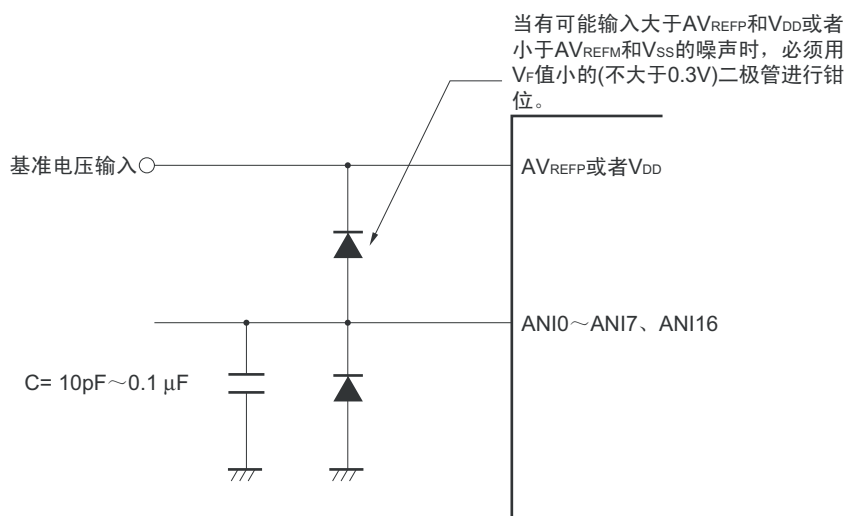 当有可能输入大于AVREFP和VDD或者
小于AVREFM和VSS的噪声时，必须用
VF值小的(不大于0.3V)二极管进行钳
位。
基准电压输入
AVREFP或者VDD
ANI0～ANI7、ANI16
C= 10pF～0.1 μF